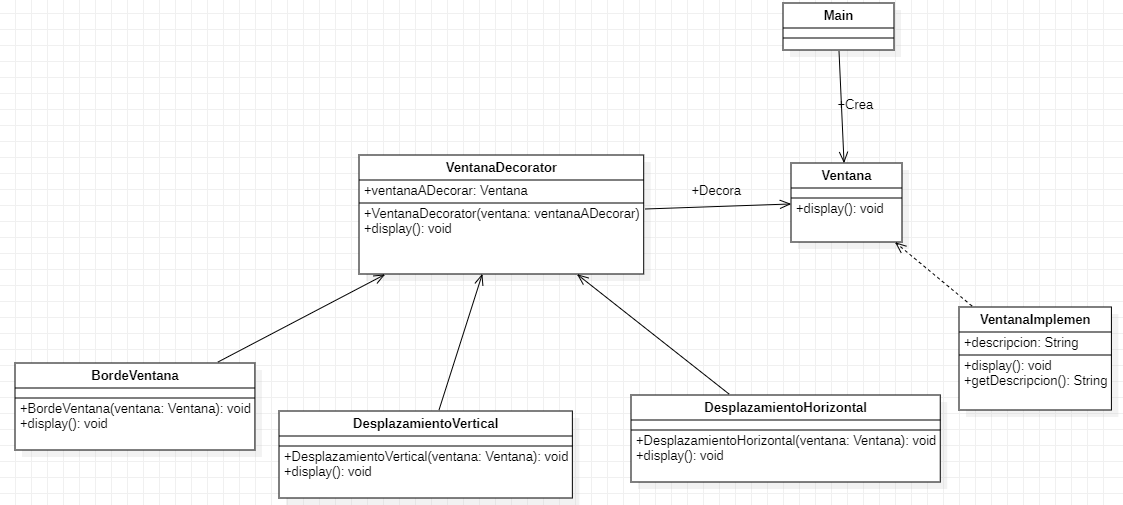 Main
+Crea
VentanaDecorator
+ventanaADecorar: Ventana
+VentanaDecorator(ventana: ventanaADecorar)
+display(): void
+Decora
Ventana
+display(): void
VentanaImplemen
+descripcion: String
+display(): void
+getDescripcion(): String
BordeVentana
+BordeVentana(ventana: Ventana): void
+display(): void
DesplazamientoVertical
+DesplazamientoVertical(ventana: Ventana): void
+display(): void
DesplazamientoHorizontal
+DesplazamientoHorizontal(ventana: Ventana): void
+display(): void